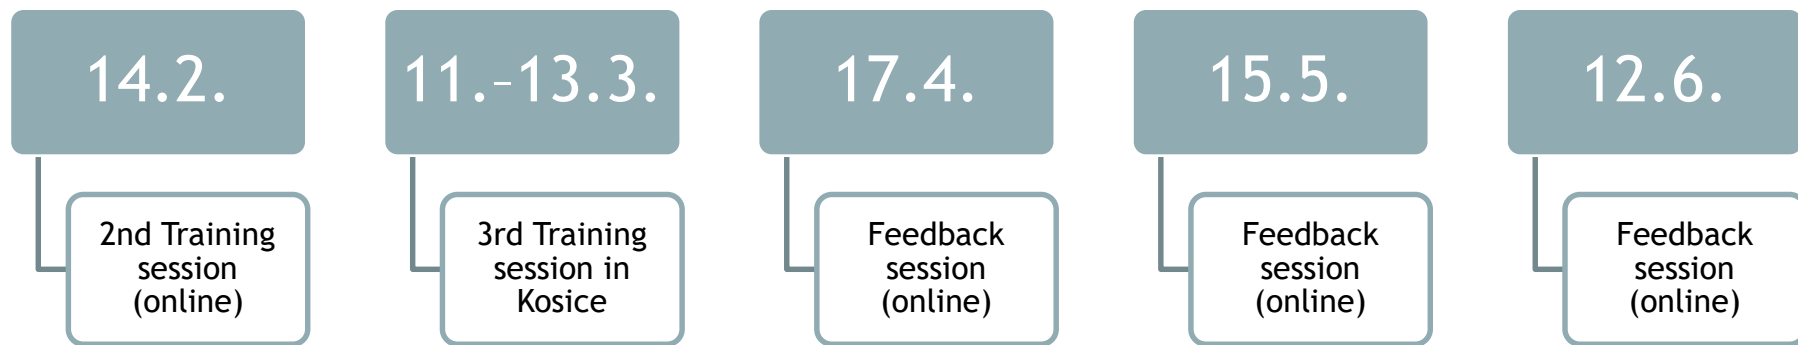 14.2.
2nd Training
session
(online)
11.-13.3.
3rd Training
session in
Kosice
17.4.
Feedback
session
(online)
15.5.
Feedback
session
(online)
12.6.
Feedback
session
(online)